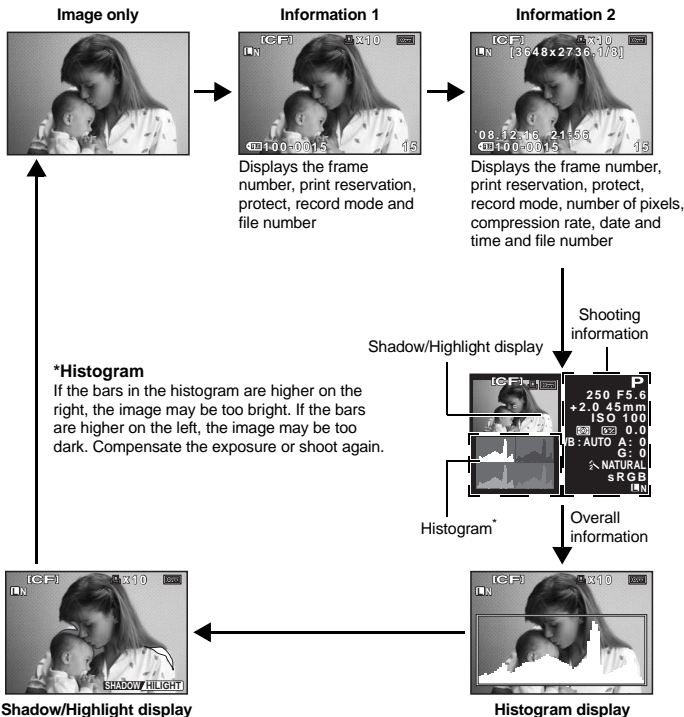 Image only
Information 1
Information 2
[CF] x10
LN
100-0015 15
[CF] x10
LN [3648x2736,1/8]
'08.12.16 21:56
100-0015 15
Displays the frame
number, print reservation,
protect, record mode and
file number
Displays the frame number,
print reservation, protect,
record mode, number of pixels,
compression rate, date and
time and file number
Shooting
information
Shadow/Highlight display
*Histogram
If the bars in the histogram are higher on the
right, the image may be too bright. If the bars
are higher on the left, the image may be too
dark. Compensate the exposure or shoot again.
[CF]
P
250 F5.6
+2.0 45mm
ISO 100
0.0
/B:AUTO A: 0
G: 0
NATURAL
sRGB
LN
Histogram*
Overall
information
[CF] x10
LN
SHADOW HILIGHT
[CF] x10
LN
Shadow/Highlight display
Histogram display